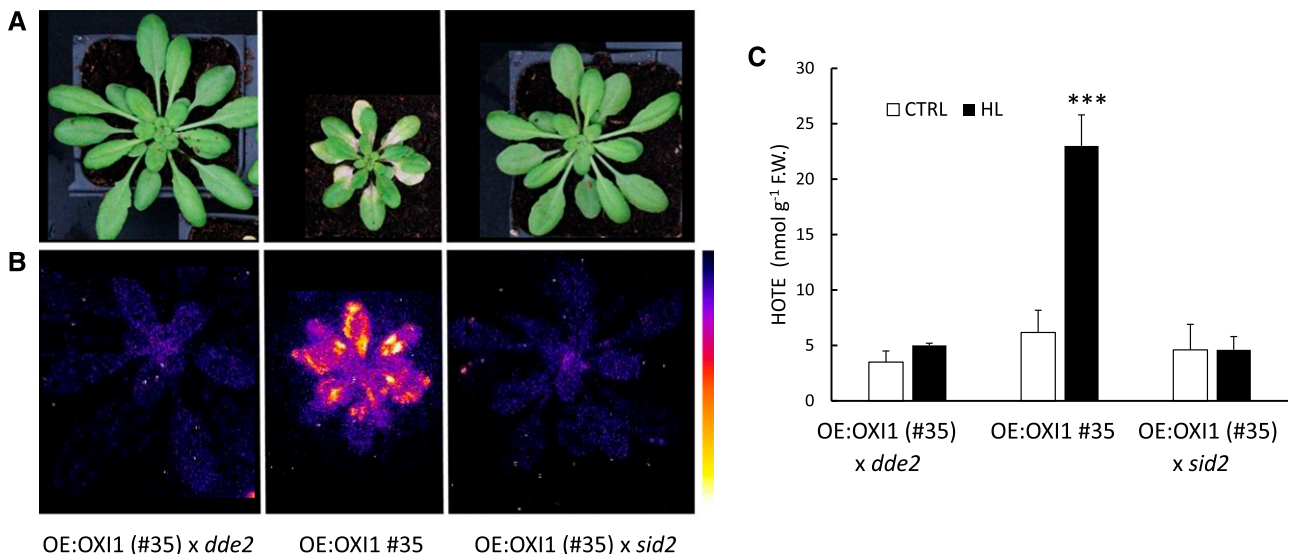 A
B
OE:OXI1 (#35) x dde2
OE:OXI1 #35
OE:OXI1 (#35) x sid2
C
HOTE (nmol g-1 F.W.)
30
25
20
15
10
5
0
CTRL
HL
***
OE:OXI1 (#35)
x dde2
OE:OXI1 #35
OE:OXI1 (#35)
x sid2